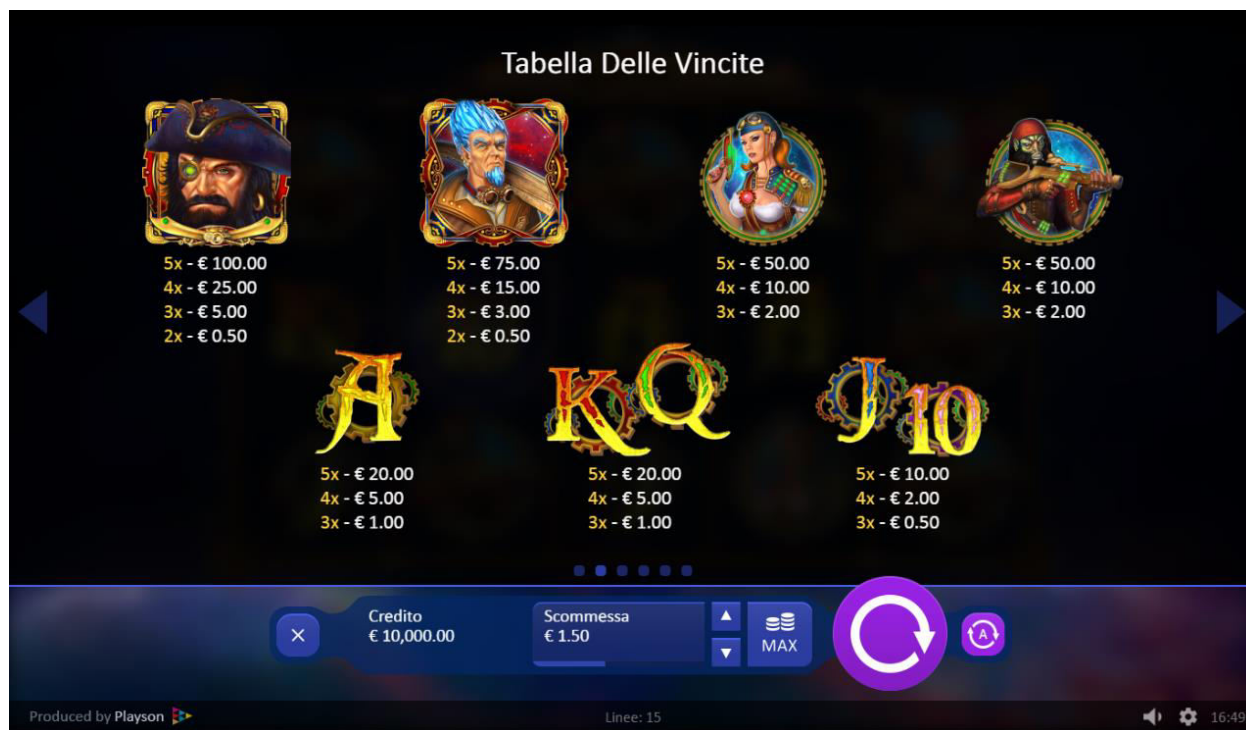 Tabella Delle Vincite
5x - € 100.00
4x - € 25.00
3x - € 5.00
2x - € 0.50
5x - € 75.00
4x - € 15.00
3x - € 3.00
2x - € 0.50
5x - € 50.00
4x - € 10.00
3x - € 2.00
5x - € 50.00
4x - € 10.00
3x - € 2.00
A
5x - € 20.00
4x - € 5.00
3x - € 1.00
K Q
5x - € 20.00
4x - € 5.00
3x - € 1.00
J 10
5x - € 10.00
4x - € 2.00
3x - € 0.50
Credito
€ 10,000.00
Scommessa
€ 1.50
MAX
A
Produced by Playson
Linee: 15
16:49